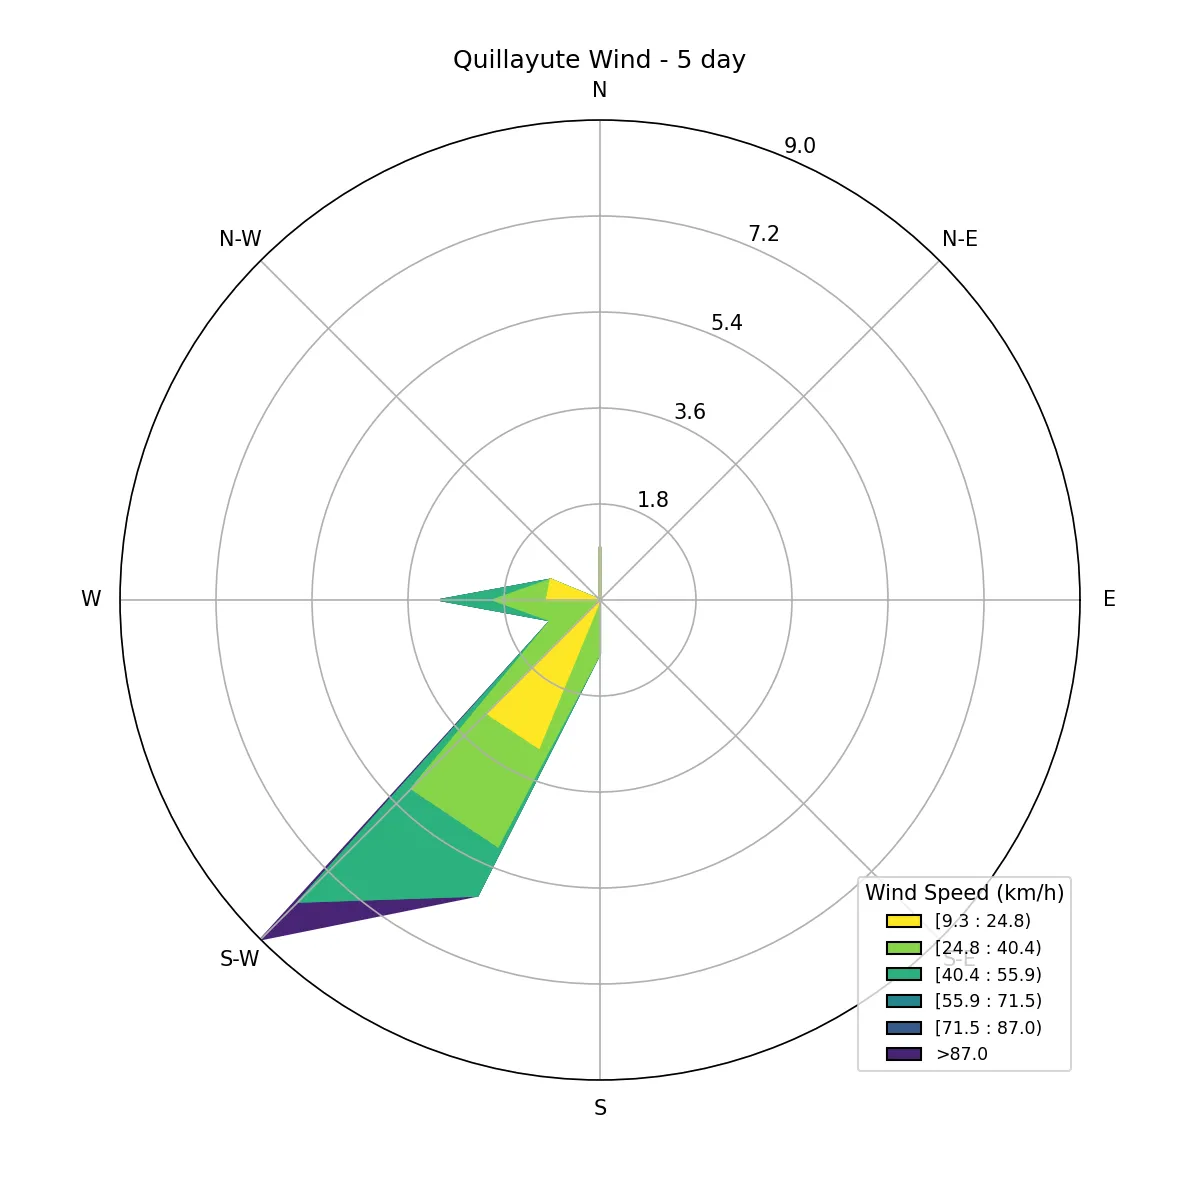 Quillayute Wind - 5 day
N
9.0
7.2
N-W
N-E
5.4
3.6
1.8
W
E
Wind Speed (km/h)
[9.3 : 24.8)
[24.8 : 40.4)
S-W
S-E
[40.4 : 55.9)
[55.9 : 71.5)
[71.5 : 87.0)
>87.0
S